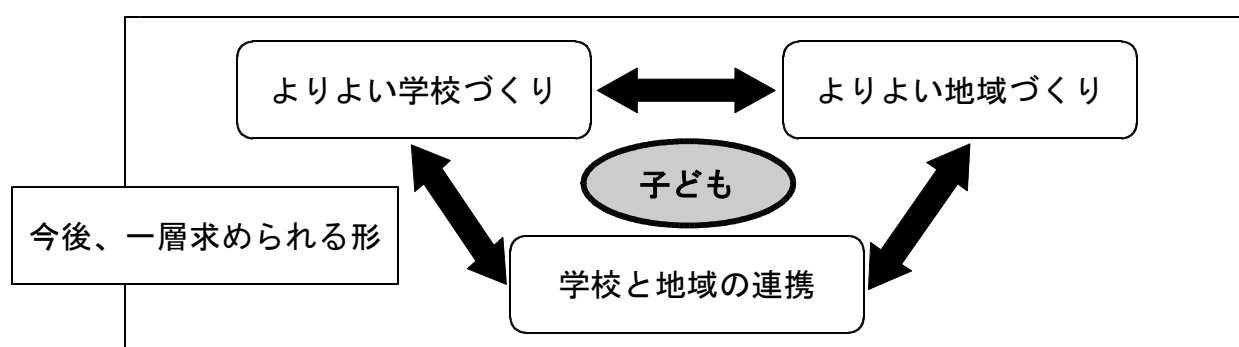 よりよい学校づくり
よりよい地域づくり
子ども
今後、一層求められる形
学校と地域の連携